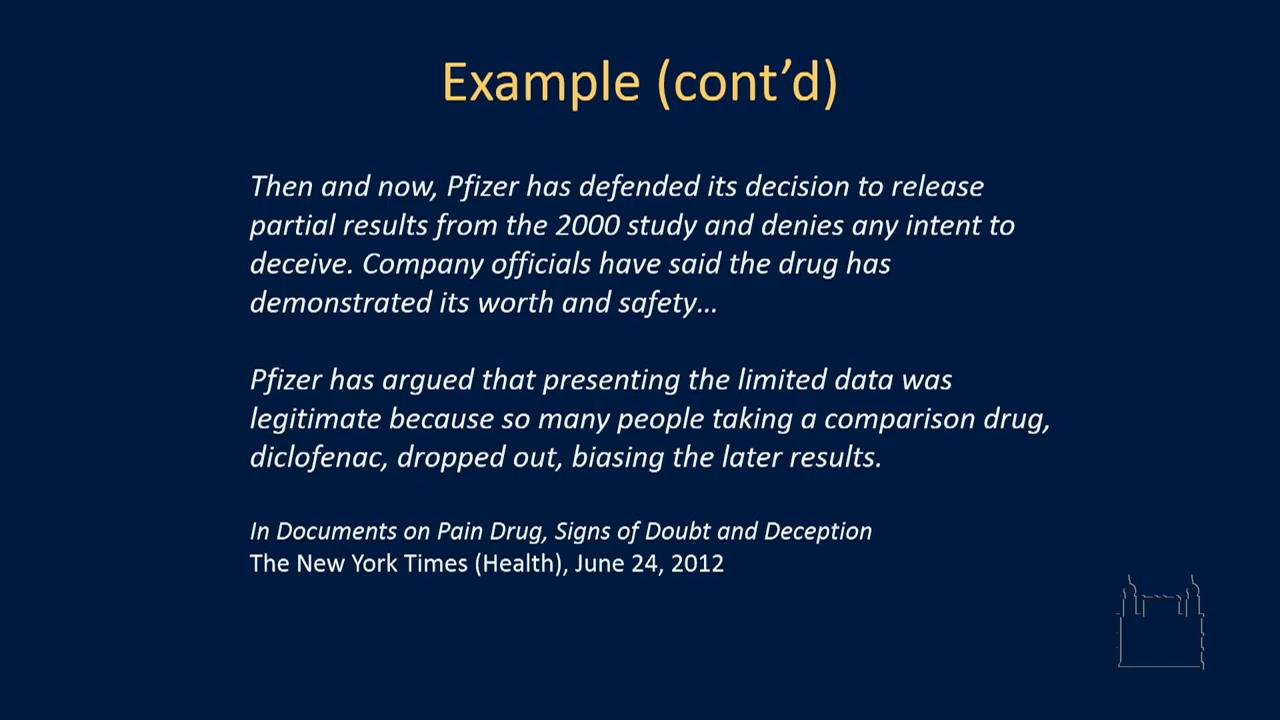 Example (cont’d)
Then and now, Pfizer has defended its decision to release
partial results from the 2000 study and denies any intent to
deceive. Company officials have said the drug has
demonstrated its worth and safety…
Pfizer has argued that presenting the limited data was
legitimate because so many people taking a comparison drug,
diclofenac, dropped out, biasing the later results.
In Documents on Pain Drug, Signs of Doubt and Deception
The New York Times (Health), June 24, 2012